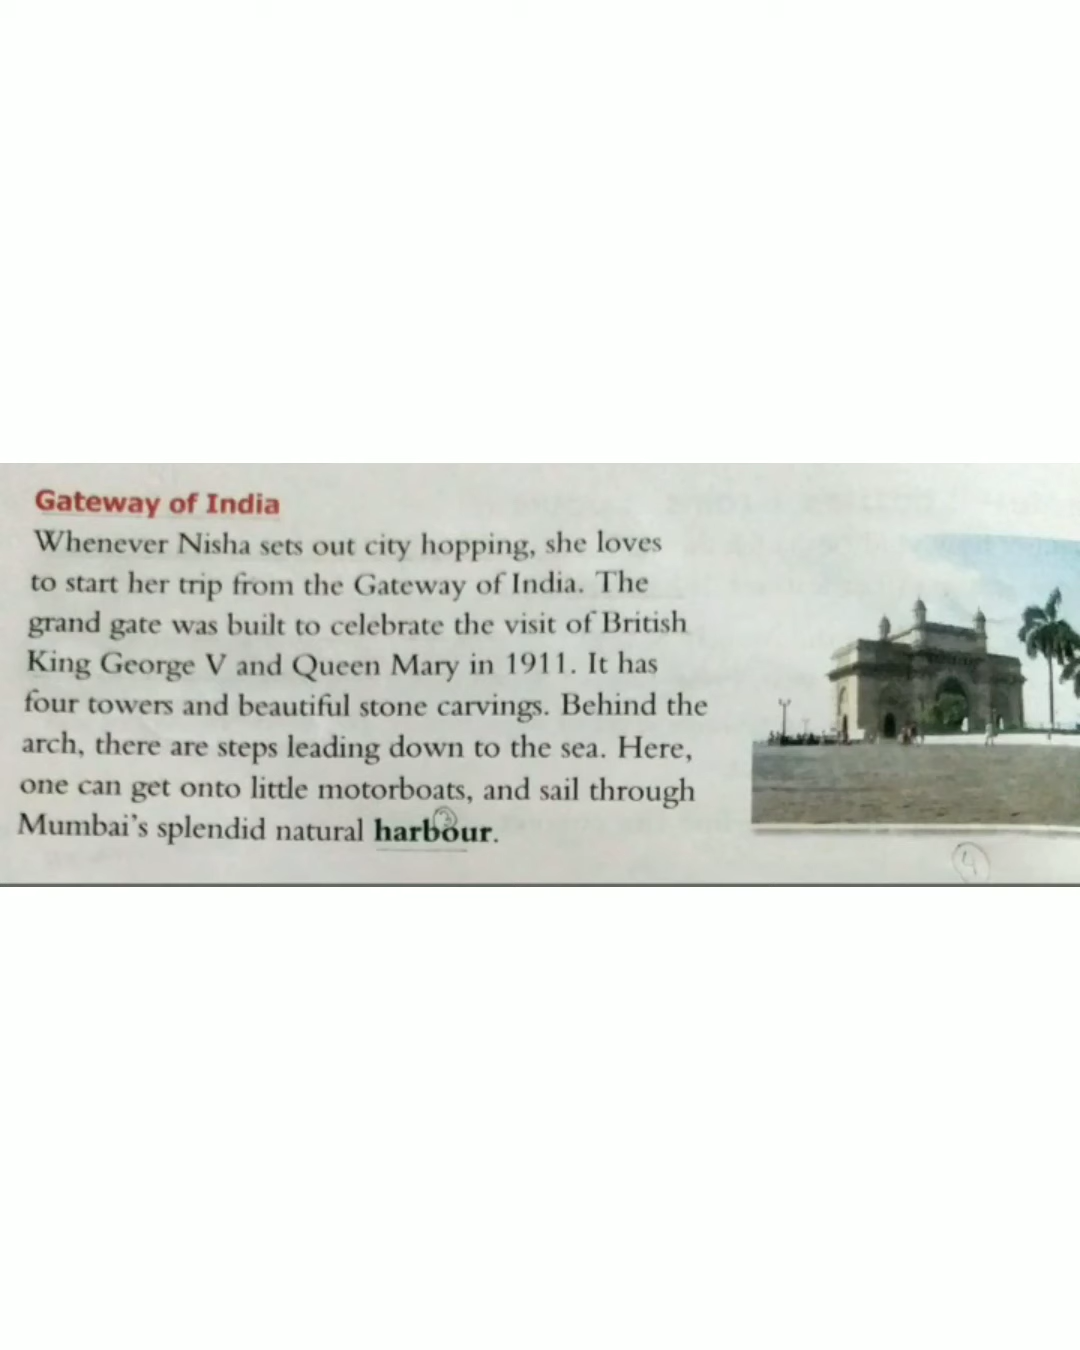 Gateway of India
Whenever Nisha sets out city hopping, she loves
to start her trip from the Gateway of India. The
grand gate was built to celebrate the visit of British
King George V and Queen Mary in 1911. It has
four towers and beautiful stone carvings. Behind the
arch, there are steps leading down to the sea. Here,
one can get onto little motorboats, and sail through
Mumbai's splendid natural harbour.
4